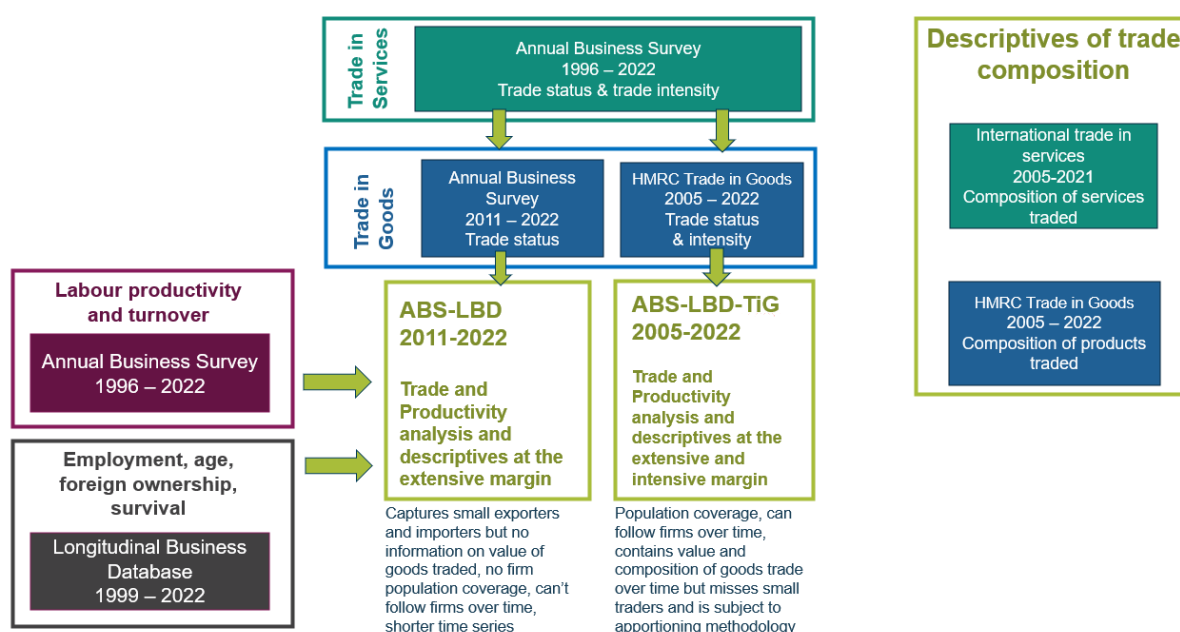 Trade in
Services
Annual Business Survey
1996 – 2022
Trade status & trade intensity
Trade in
Goods
Annual Business
Survey
2011 – 2022
Trade status
HMRC Trade in Goods
2005 – 2022
Trade status
& intensity
Labour productivity
and turnover
Annual Business Survey
1996 – 2022
Employment, age,
foreign ownership,
survival
Longitudinal Business
Database
1999 – 2022
ABS-LBD
2011-2022
Trade and
Productivity
analysis and
descriptives at the
extensive margin
Captures small exporters
and importers but no
information on value of
goods traded, no firm
population coverage, can't
follow firms over time,
shorter time series
ABS-LBD-TiG
2005-2022
Trade and
Productivity
analysis and
descriptives at the
extensive and
intensive margin
Population coverage, can
follow firms over time,
contains value and
composition of goods trade
over time but misses small
traders and is subject to
apportioning methodology
Descriptives of trade
composition
International trade in
services
2005-2021
Composition of services
traded
HMRC Trade in Goods
2005 – 2022
Composition of products
traded